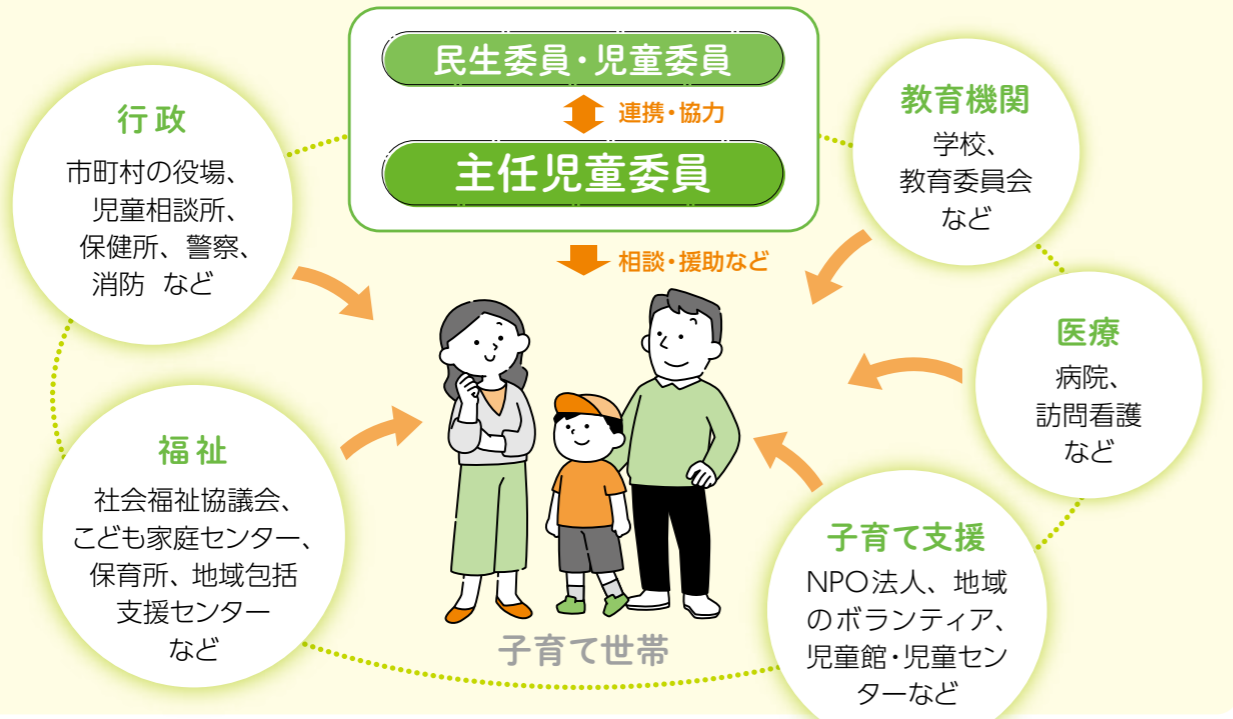 民生委員・児童委員
連携・協力
主任児童委員
相談・援助など
行政
市町村の役場、
児童相談所、
保健所、警察、
消防 など
教育機関
学校、
教育委員会
など
医療
病院、
訪問看護
など
福祉
社会福祉協議会、
こども家庭センター、
保育所、地域包括
支援センター
など
子育て支援
NPO法人、地域
のボランティア、
児童館・児童セン
ターなど
子育て世帯